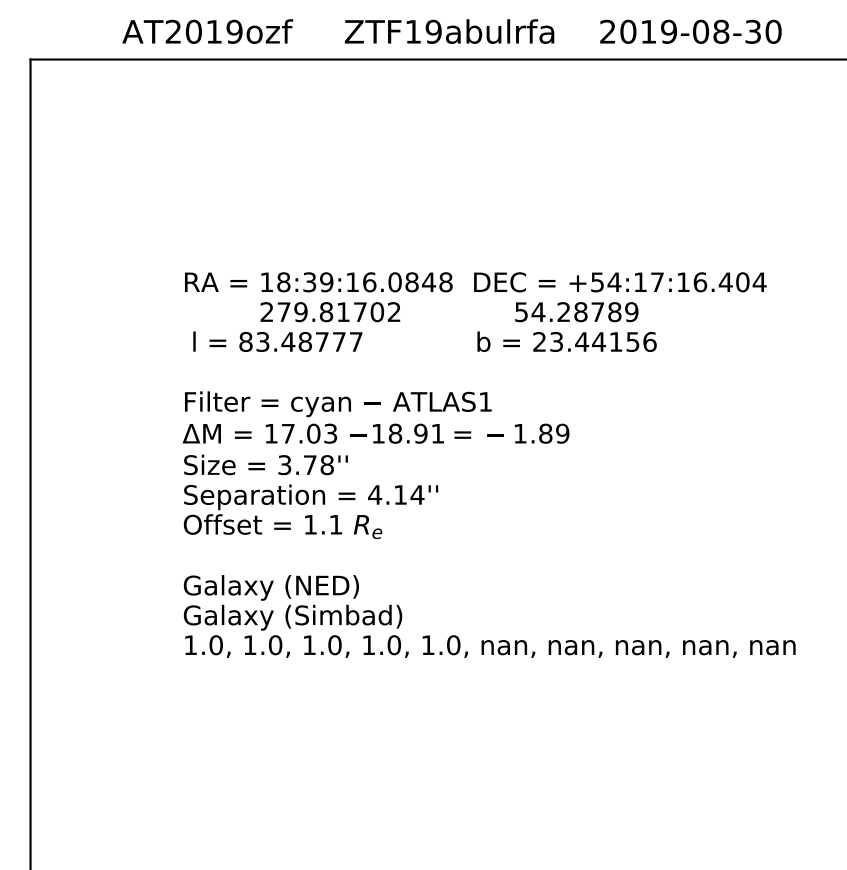 AT2019ozf ZTF19abulrfa 2019-08-30
RA = 18:39:16.0848 DEC = +54:17:16.404
279.81702 54.28789
l = 83.48777 b = 23.44156
Filter = cyan − ATLAS1
ΔM = 17.03 −18.91 = − 1.89
Size = 3.78''
Separation = 4.14''
Offset = 1.1 Re
Galaxy (NED)
Galaxy (Simbad)
1.0, 1.0, 1.0, 1.0, 1.0, nan, nan, nan, nan, nan